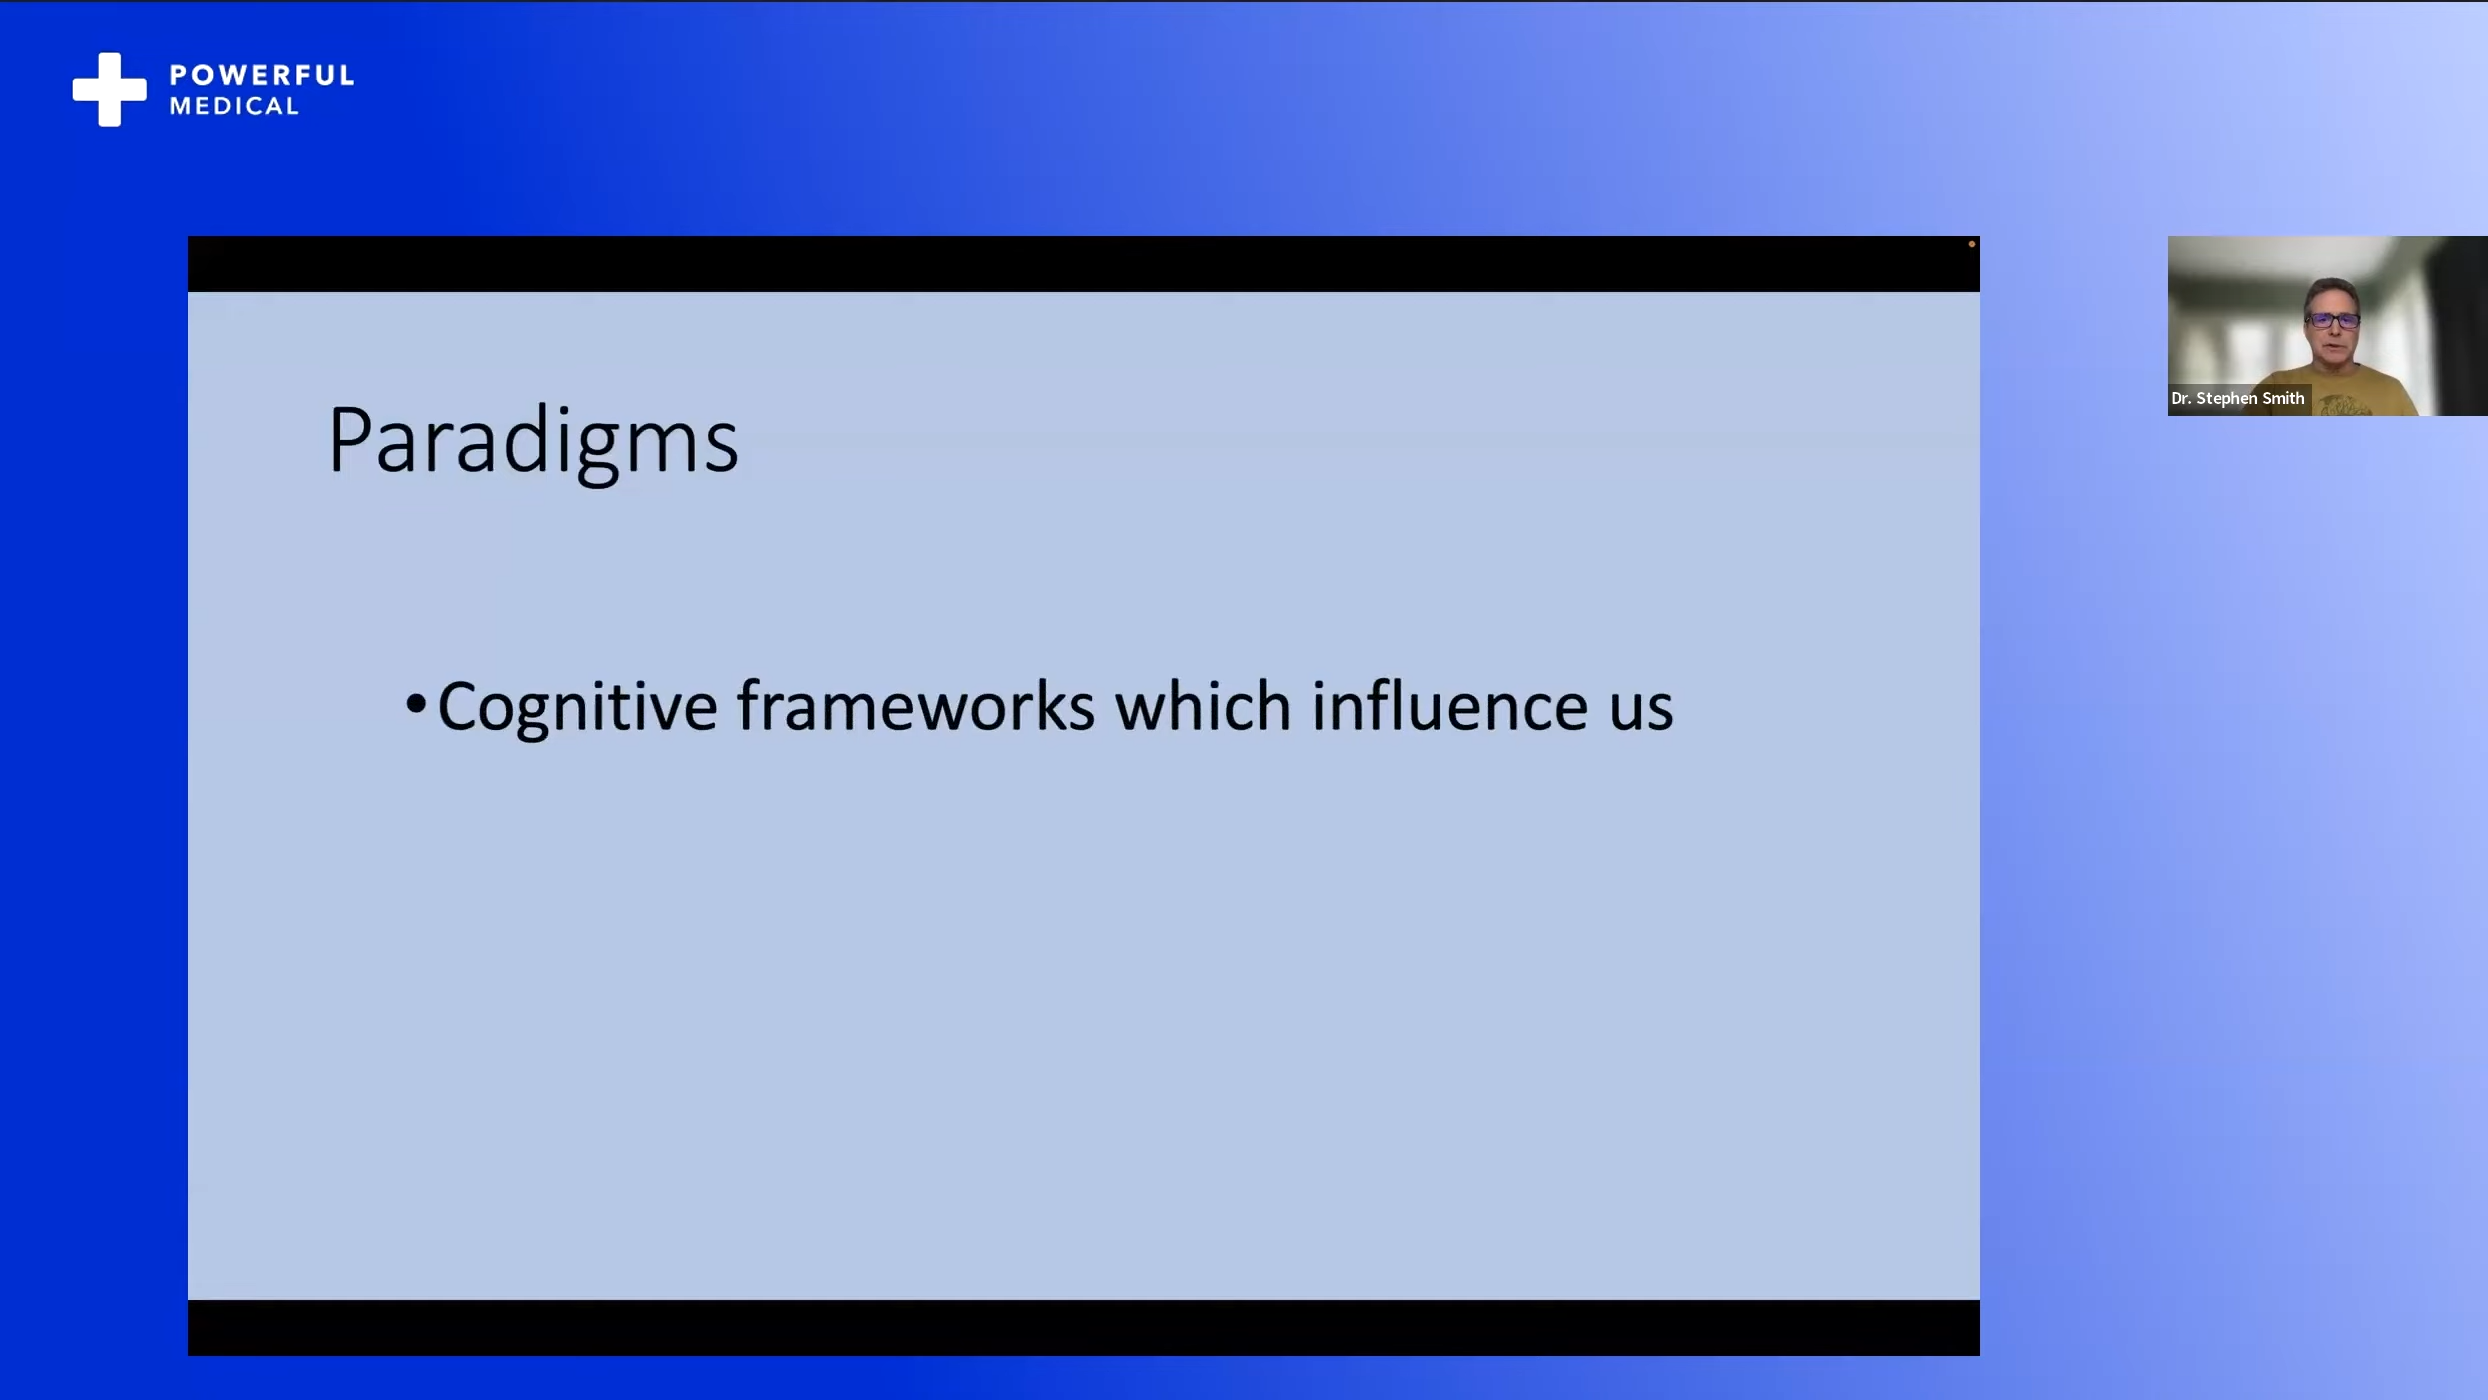 POWERFUL
MEDICAL
Paradigms
•Cognitive frameworks which influence us
Dr. Stephen Smith